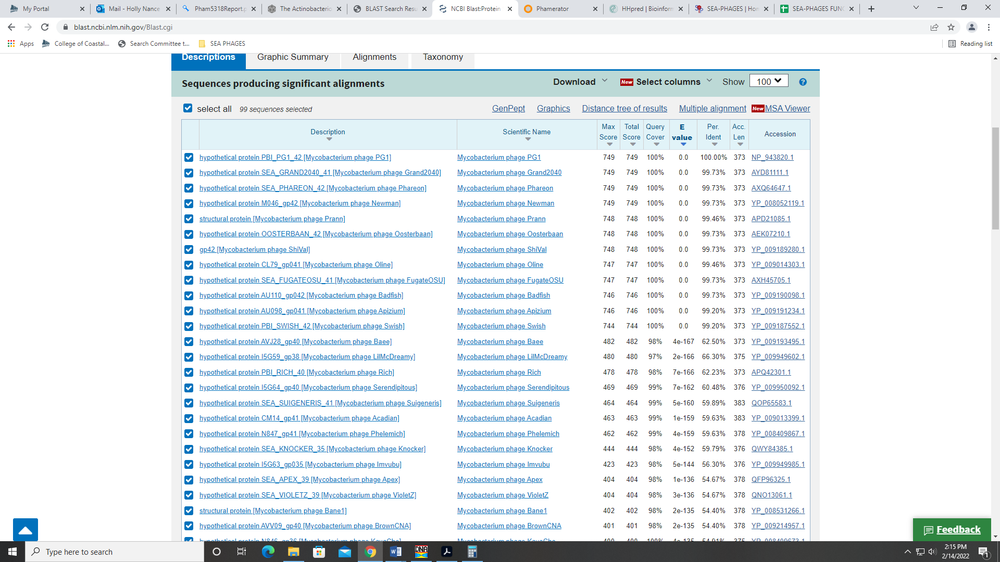 My Portal
Mail - Holly Nance
Pham5318Report.p
The Actinobacterio
BLAST Search Resu
NCBI Blast:Protein
Phamerator
HHpred | Bioinform
SEA-PHAGES | Hom
SEA-PHAGES FUNC
blast.ncbi.nlm.nih.gov/Blast.cgi
Apps College of Coastal... Search Committee t... SEA PHAGES Reading list
Descriptions Graphic Summary Alignments Taxonomy
Sequences producing significant alignments Download New Select columns Show 100 ?
select all 99 sequences selected GenPept Graphics Distance tree of results Multiple alignment New MSA Viewer
Description Scientific Name Max Score Total Score Query Cover E value Per. Ident Acc. Len Accession
hypothetical protein PBI_PG1_42 [Mycobacterium phage PG1] Mycobacterium phage PG1 749 749 100% 0.0 100.00% 373 NP_943820.1
hypothetical protein SEA_GRAND2040_41 [Mycobacterium phage Grand2040] Mycobacterium phage Grand2040 749 749 100% 0.0 99.73% 373 AYD81111.1
hypothetical protein SEA_PHAREON_42 [Mycobacterium phage Phareon] Mycobacterium phage Phareon 749 749 100% 0.0 99.73% 373 AXQ64647.1
hypothetical protein M046_gp42 [Mycobacterium phage Newman] Mycobacterium phage Newman 749 749 100% 0.0 99.73% 373 YP_008052119.1
structural protein [Mycobacterium phage Prann] Mycobacterium phage Prann 748 748 100% 0.0 99.46% 373 APD21085.1
hypothetical protein OOSTERBAAN_42 [Mycobacterium phage Oosterbaan] Mycobacterium phage Oosterbaan 748 748 100% 0.0 99.73% 373 AEK07210.1
gp42 [Mycobacterium phage ShiVal] Mycobacterium phage ShiVal 748 748 100% 0.0 99.73% 373 YP_009189280.1
hypothetical protein CL79_gp041 [Mycobacterium phage Oline] Mycobacterium phage Oline 747 747 100% 0.0 99.46% 373 YP_009014303.1
hypothetical protein SEA_FUGATEOSU_41 [Mycobacterium phage FugateOSU] Mycobacterium phage FugateOSU 747 747 100% 0.0 99.73% 373 AXH45705.1
hypothetical protein AU110_gp042 [Mycobacterium phage Badfish] Mycobacterium phage Badfish 746 746 100% 0.0 99.73% 373 YP_009190098.1
hypothetical protein AU098_gp041 [Mycobacterium phage Apizium] Mycobacterium phage Apizium 746 746 100% 0.0 99.20% 373 YP_009191234.1
hypothetical protein PBI_SWISH_42 [Mycobacterium phage Swish] Mycobacterium phage Swish 744 744 100% 0.0 99.20% 373 YP_009187552.1
hypothetical protein AVJ28_gp40 [Mycobacterium phage Baee] Mycobacterium phage Baee 482 482 98% 4e-167 62.50% 373 YP_009193495.1
hypothetical protein I5G59_gp38 [Mycobacterium phage LilMcDreamy] Mycobacterium phage LilMcDreamy 480 480 97% 2e-166 66.30% 375 YP_009949602.1
hypothetical protein PBI_RICH_40 [Mycobacterium phage Rich] Mycobacterium phage Rich 478 478 98% 7e-166 62.23% 373 APQ42301.1
hypothetical protein I5G64_gp40 [Mycobacterium phage Serendipitous] Mycobacterium phage Serendipitous 469 469 99% 7e-162 60.48% 376 YP_009950092.1
hypothetical protein SEA_SUIGENERIS_41 [Mycobacterium phage Suigeneris] Mycobacterium phage Suigeneris 464 464 99% 5e-160 59.89% 383 QOP65583.1
hypothetical protein CM14_gp41 [Mycobacterium phage Acadian] Mycobacterium phage Acadian 463 463 99% 1e-159 59.63% 383 YP_009013399.1
hypothetical protein N847_gp41 [Mycobacterium phage Phelemich] Mycobacterium phage Phelemich 462 462 99% 4e-159 59.63% 378 YP_008409867.1
hypothetical protein SEA_KNOCKER_35 [Mycobacterium phage Knocker] Mycobacterium phage Knocker 444 444 98% 4e-152 59.79% 376 QWY84385.1
hypothetical protein I5G63_gp035 [Mycobacterium phage Imvubu] Mycobacterium phage Imvubu 423 423 98% 5e-144 56.30% 376 YP_009949985.1
hypothetical protein SEA_APEX_39 [Mycobacterium phage Apex] Mycobacterium phage Apex 404 404 98% 1e-136 54.67% 378 QFP96325.1
hypothetical protein SEA_VIOLETZ_39 [Mycobacterium phage VioletZ] Mycobacterium phage VioletZ 404 404 98% 3e-136 54.67% 378 QNO13061.1
structural protein [Mycobacterium phage Bane1] Mycobacterium phage Bane1 402 402 98% 2e-135 54.40% 378 YP_008531266.1
hypothetical protein AVV09_gp40 [Mycobacterium phage BrownCNA] Mycobacterium phage BrownCNA 401 401 98% 2e-135 54.40% 378 YP_009214957.1
Feedback
Type here to search
DNA
2:15 PM
2/14/2022
1